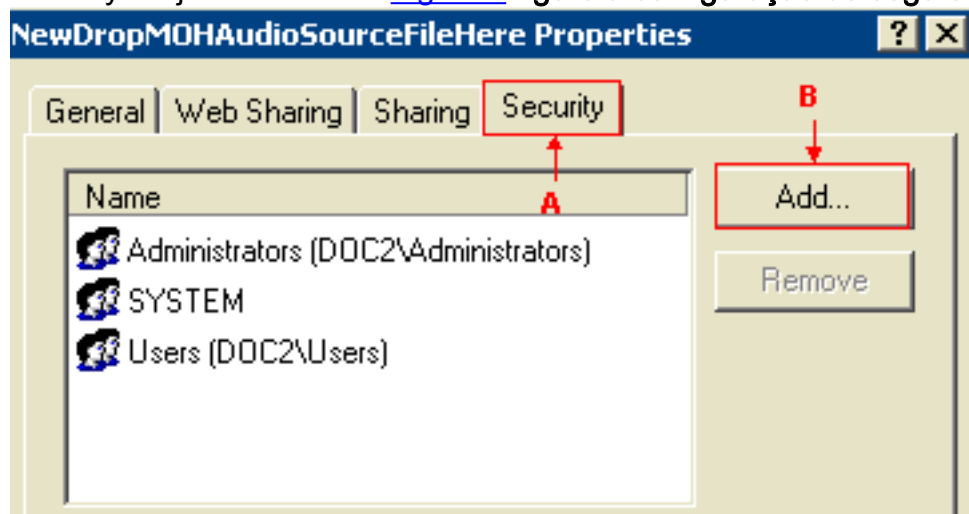 NewDropMOHAudioSourceFileHere Properties ? ×
General Web Sharing Sharing Security
B
Name
A
Add...
Administrators (DOC2\Administrators)
Remove
SYSTEM
Users (DOC2\Users)